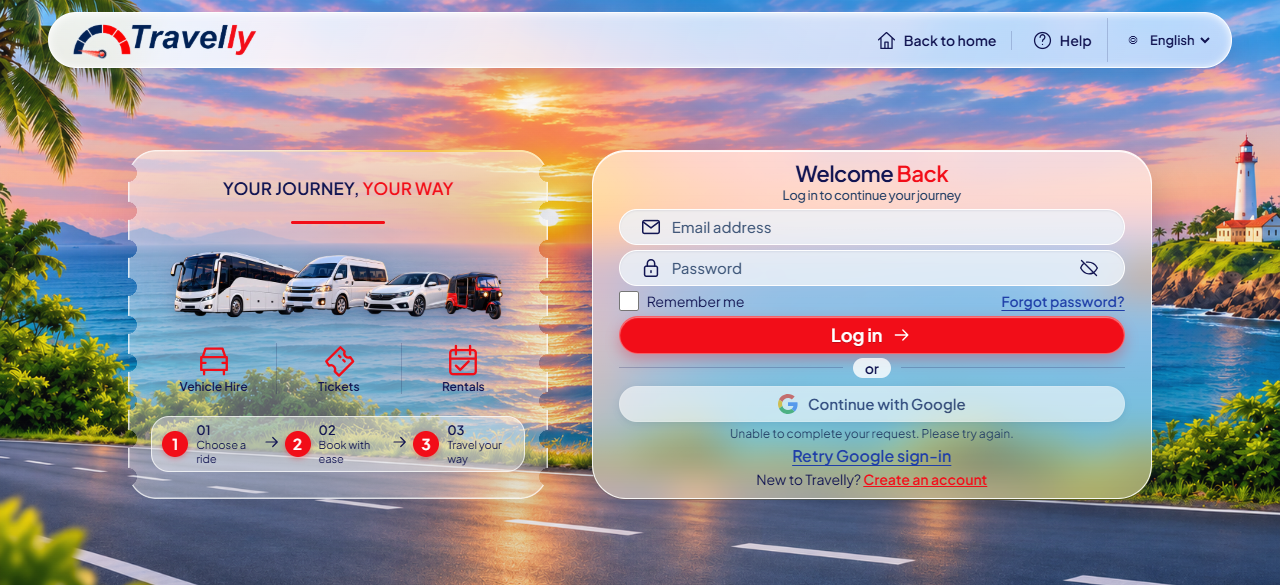 Travelly
Back to home
Help
English
YOUR JOURNEY, YOUR WAY
Vehicle Hire
Tickets
Rentals
1
01
Choose a
ride
2
02
Book with
ease
3
03
Travel your
way
Welcome Back
Log in to continue your journey
Email address
Password
Remember me
Forgot password?
Log in
or
Continue with Google
Unable to complete your request. Please try again.
Retry Google sign-in
New to Travelly? Create an account